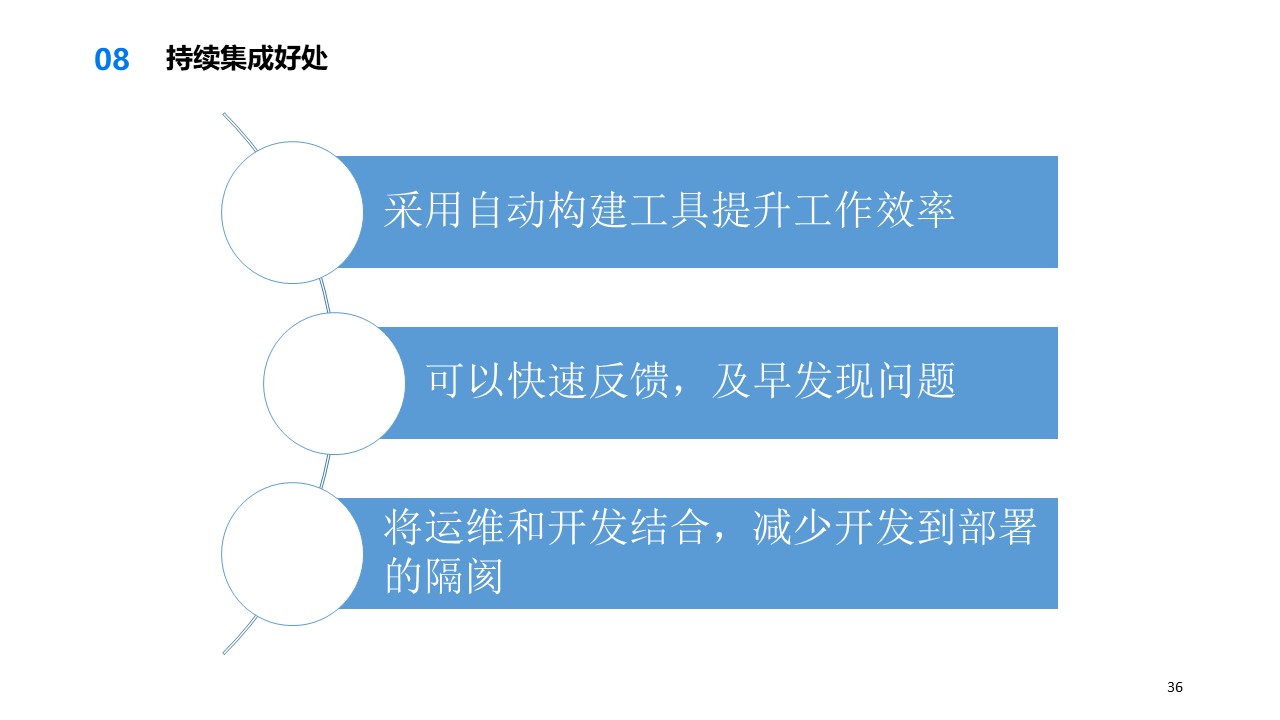 08 持续集成好处
采用自动构建工具提升工作效率
可以快速反馈，及早发现问题
将运维和开发结合，减少开发到部署
的隔阂
36